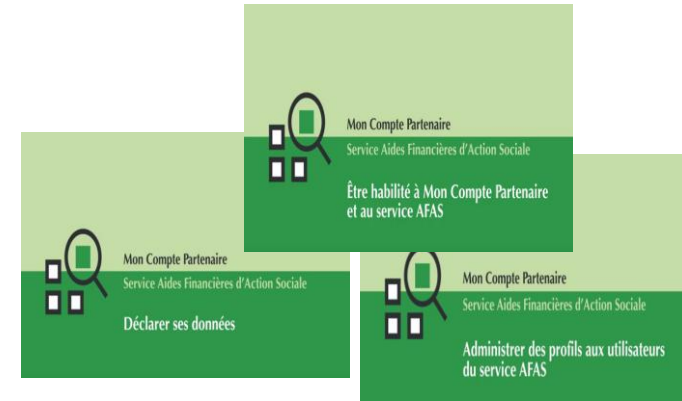 Mon Compte Partenaire
Service Aides Financières d'Action Sociale
Être habilité à Mon Compte Partenaire
et au service AFAS
Mon Compte Partenaire
Service Aides Financières d'Action Sociale
Déclarer ses données
Mon Compte Partenaire
Service Aides Financières d'Action Sociale
Administrer des profils aux utilisateurs
du service AFAS